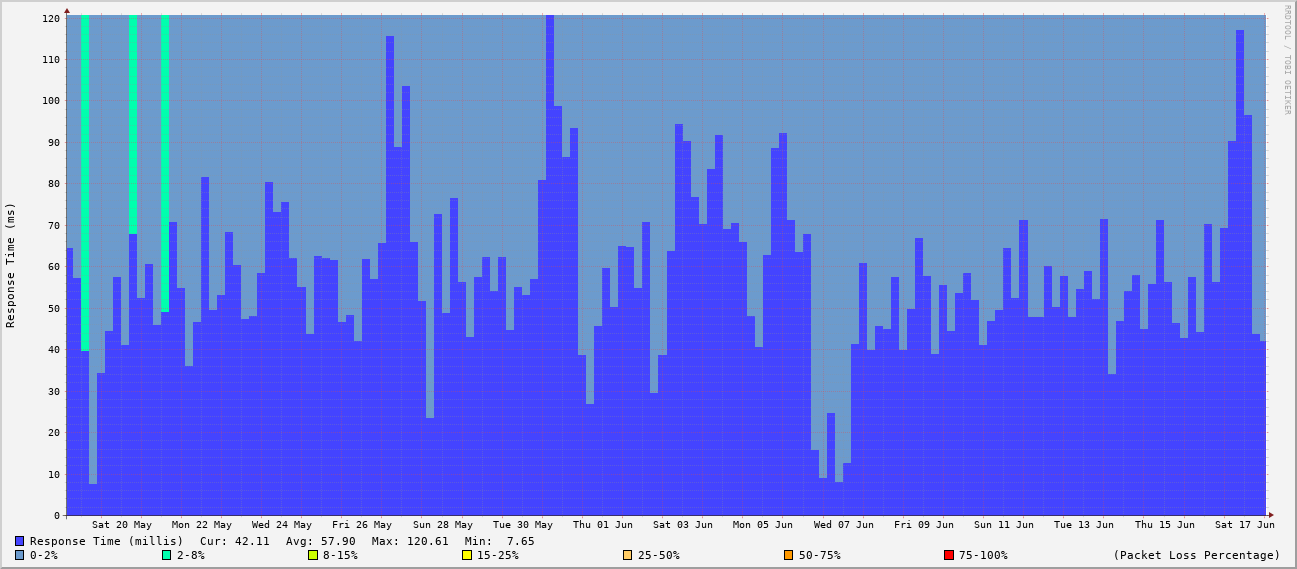 RRDTOOL / TOBI OETIKER
Response Time (ms)
120
110
100
90
80
70
60
50
40
30
20
10
0
Sat 20 May Mon 22 May Wed 24 May Fri 26 May Sun 28 May Tue 30 May Thu 01 Jun Sat 03 Jun Mon 05 Jun Wed 07 Jun Fri 09 Jun Sun 11 Jun Tue 13 Jun Thu 15 Jun Sat 17 Jun
Response Time (millis) Cur: 42.11 Avg: 57.90 Max: 120.61 Min: 7.65
0-2% 2-8% 8-15% 15-25% 25-50% 50-75% 75-100% (Packet Loss Percentage)